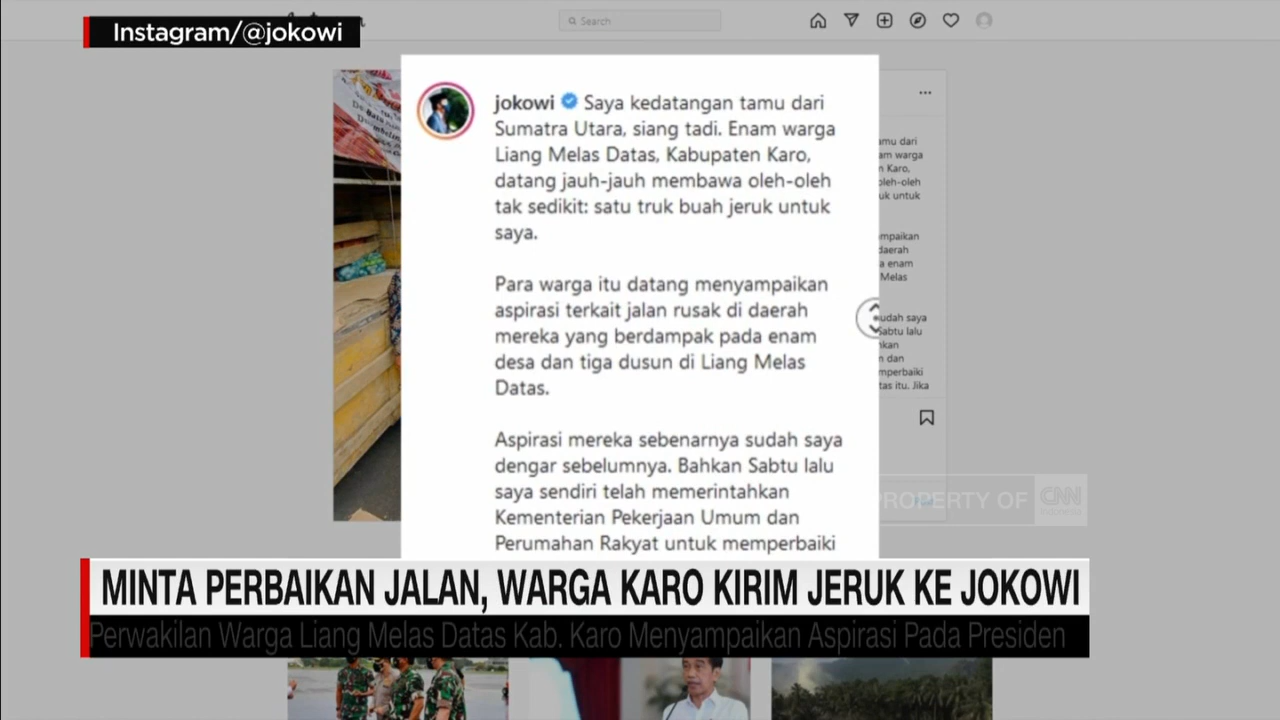 Instagram/@jokowi
Search
jokowi Saya kedatangan tamu dari
Sumatra Utara, siang tadi. Enam warga
Liang Melas Datas, Kabupaten Karo,
datang jauh-jauh membawa oleh-oleh
tak sedikit: satu truk buah jeruk untuk
saya.
Para warga itu datang menyampaikan
aspirasi terkait jalan rusak di daerah
mereka yang berdampak pada enam
desa dan tiga dusun di Liang Melas
Datas.
Aspirasi mereka sebenarnya sudah saya
dengar sebelumnya. Bahkan Sabtu lalu
saya sendiri telah memerintahkan
Kementerian Pekerjaan Umum dan
Perumahan Rakyat untuk memperbaiki
PROPERTY OF CNN
Indonesia
MINTA PERBAIKAN JALAN, WARGA KARO KIRIM JERUK KE JOKOWI
Perwakilan Warga Liang Melas Datas Kab. Karo Menyampaikan Aspirasi Pada Presiden